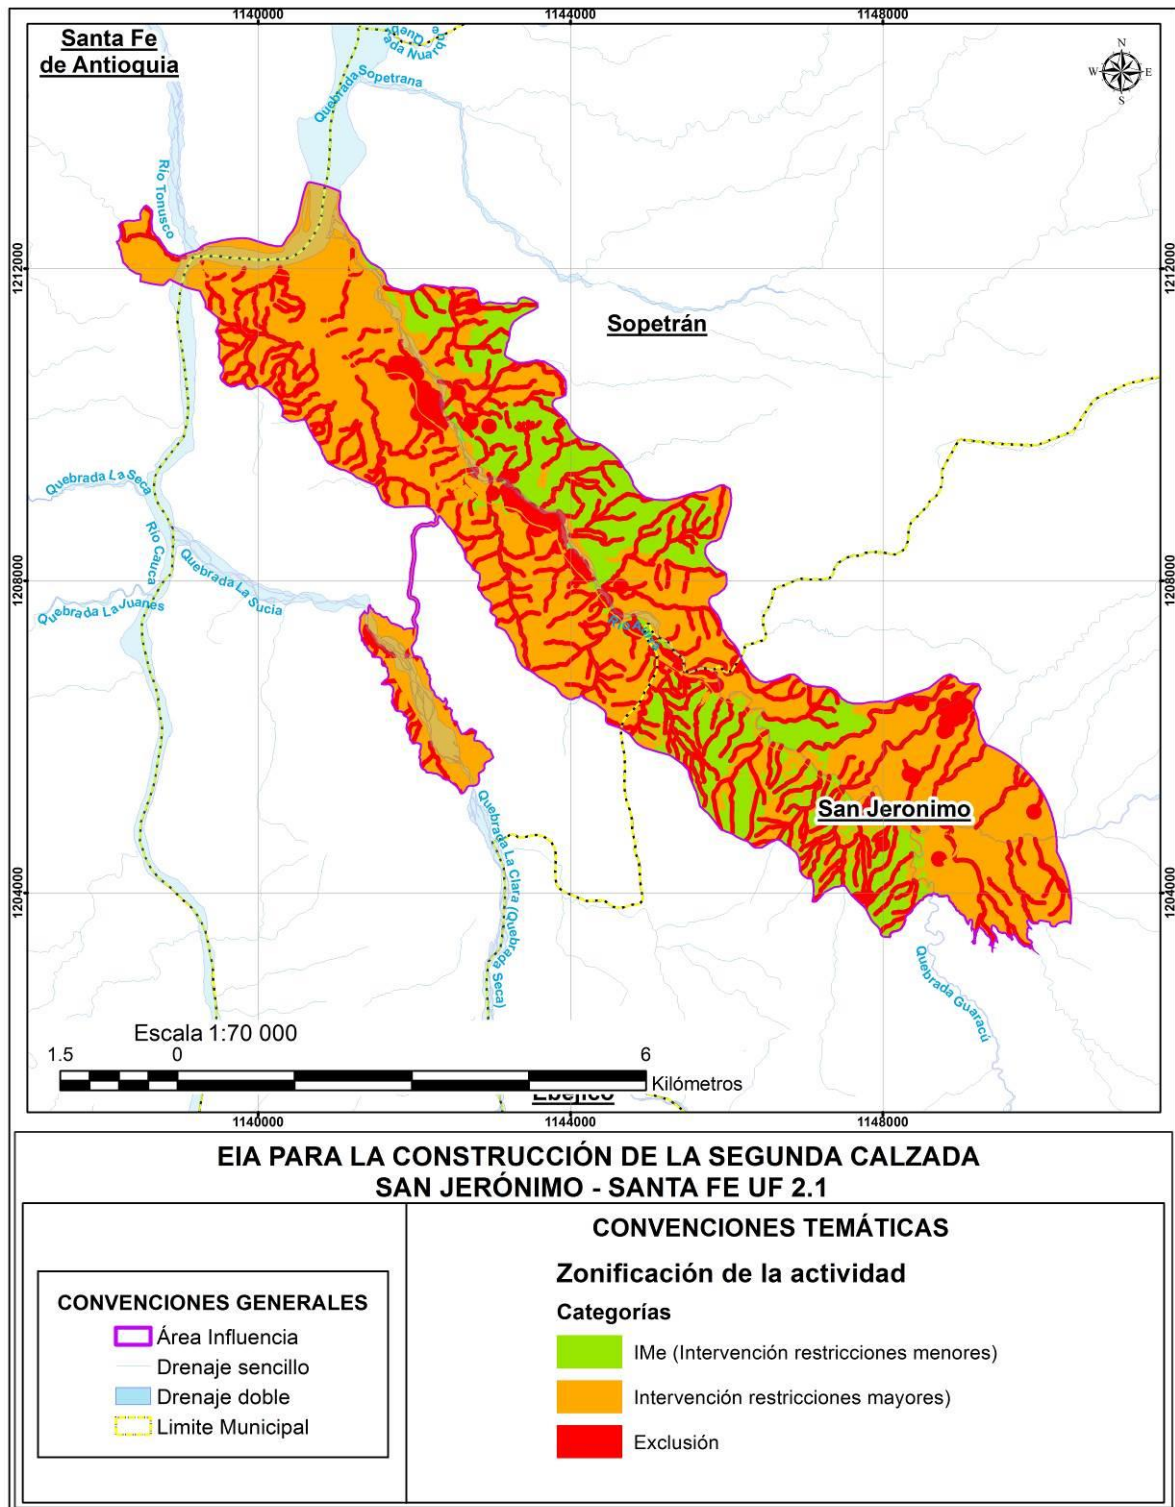 1140000
1144000
1148000
Santa Fe
de Antioquia
Quebrada Sopetrana
N
W
E
S
Río Tonusco
1212000
1212000
Sopetrán
Quebrada La Seca
Río Cauca
Quebrada La Sucia
Quebrada La Juanes
1208000
1208000
San Jeronimo
Quebrada La Clara (Quebrada Seca)
1204000
1204000
Quebrada Guaracú
Escala 1:70 000
1.5
0
6
Kilómetros
Ebéjico
1140000
1144000
1148000
EIA PARA LA CONSTRUCCIÓN DE LA SEGUNDA CALZADA
SAN JERÓNIMO - SANTA FE UF 2.1
CONVENCIONES GENERALES
Área Influencia
Drenaje sencillo
Drenaje doble
Limite Municipal
CONVENCIONES TEMÁTICAS
Zonificación de la actividad
Categorías
IMe (Intervención restricciones menores)
Intervención restricciones mayores)
Exclusión